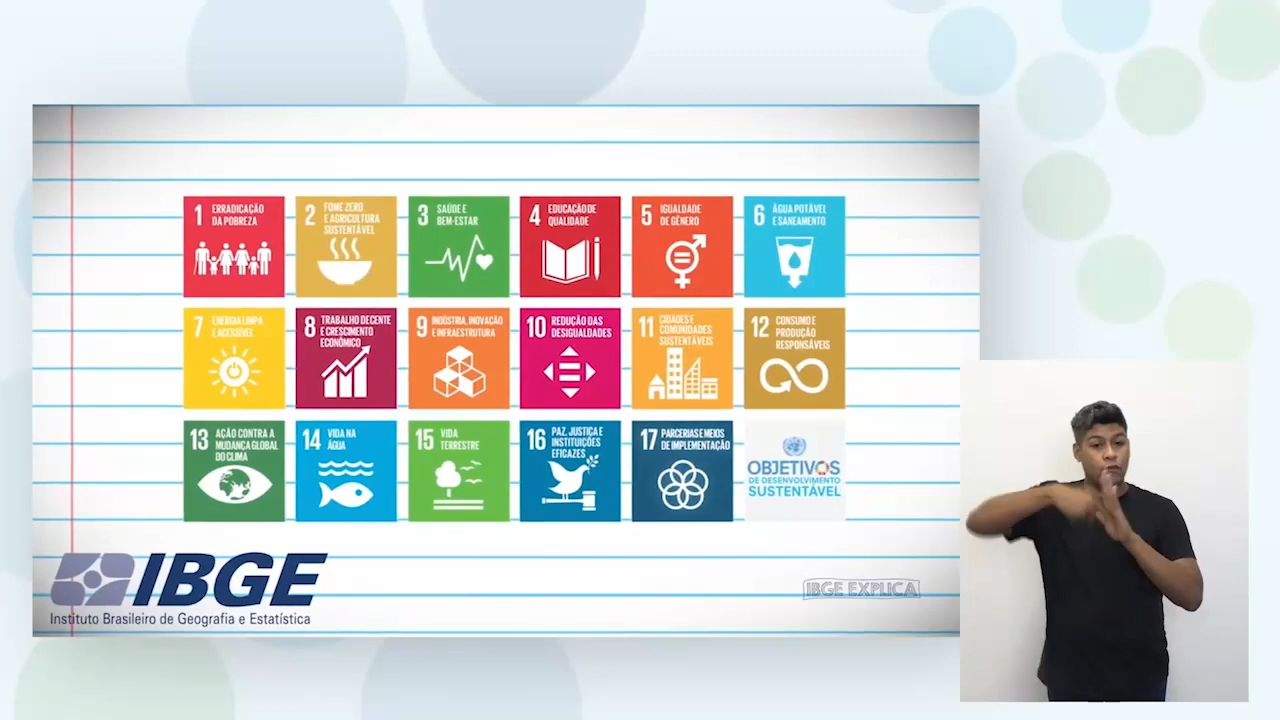 1 ERRADICAÇÃO
DA POBREZA
2 FOME ZERO
E AGRICULTURA
SUSTENTÁVEL
3 SAÚDE E
BEM-ESTAR
4 EDUCAÇÃO DE
QUALIDADE
5 IGUALDADE
DE GÊNERO
6 ÁGUA POTÁVEL
E SANEAMENTO
7 ENERGIA LIMPA
E ACESSÍVEL
8 TRABALHO DECENTE
E CRESCIMENTO
ECONÔMICO
9 INDÚSTRIA, INOVAÇÃO
E INFRAESTRUTURA
10 REDUÇÃO DAS
DESIGUALDADES
11 CIDADES E
COMUNIDADES
SUSTENTÁVEIS
12 CONSUMO E
PRODUÇÃO
RESPONSÁVEIS
13 AÇÃO CONTRA A
MUDANÇA GLOBAL
DO CLIMA
14 VIDA NA
ÁGUA
15 VIDA
TERRESTRE
16 PAZ, JUSTIÇA E
INSTITUIÇÕES
EFICAZES
17 PARCERIAS E MEIOS
DE IMPLEMENTAÇÃO
OBJETIVOS
DE DESENVOLVIMENTO
SUSTENTÁVEL
IBGE
Instituto Brasileiro de Geografia e Estatística
IBGE EXPLICA